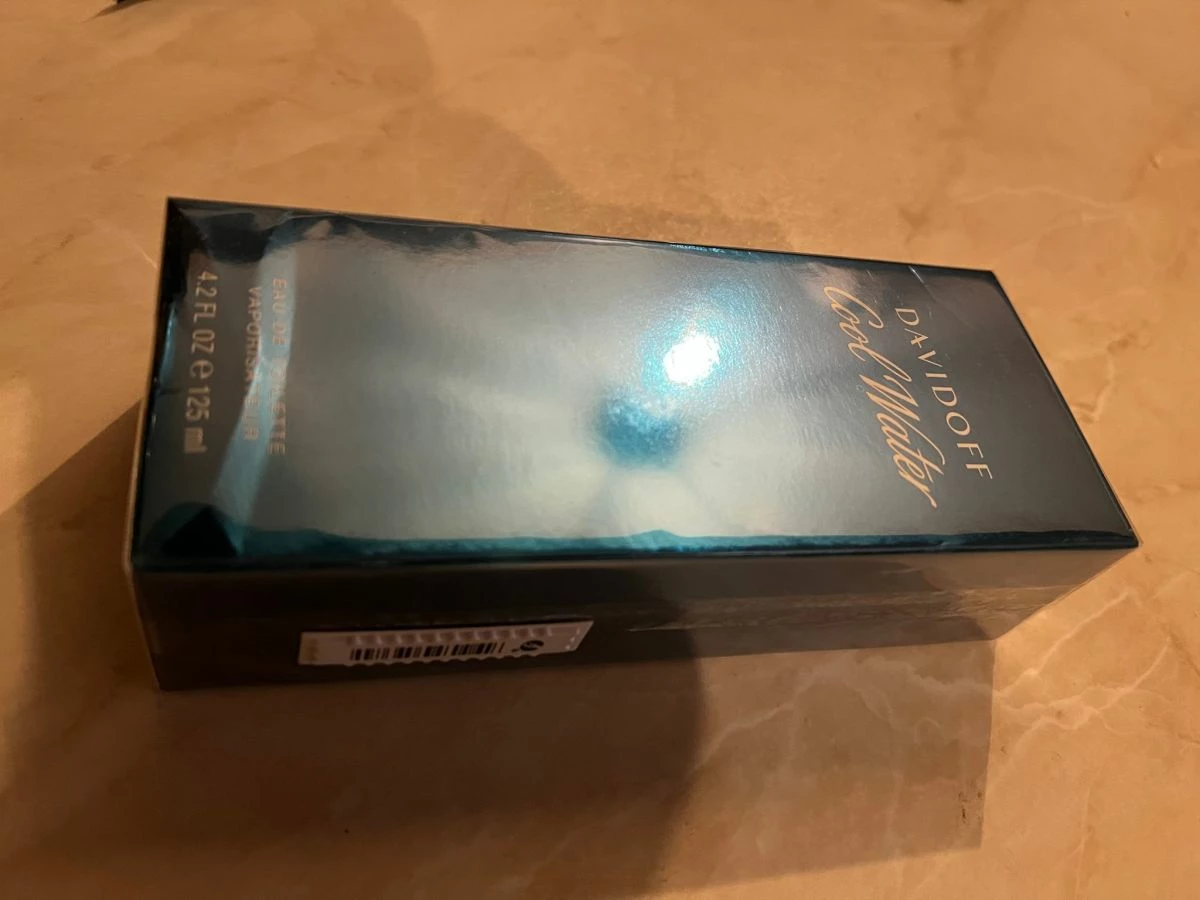 DAVIDOFF
Cool Water
EAU DE TOILETTE
VAPORISATEUR
4.2 FL OZ ℮ 125 ml